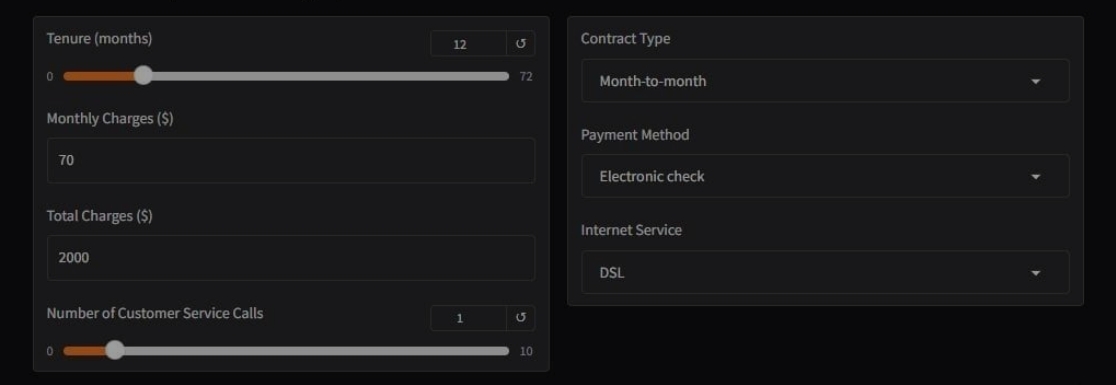 Tenure (months)
12
↺
0
72
Monthly Charges ($)
70
Total Charges ($)
2000
Number of Customer Service Calls
1
↺
0
10
Contract Type
Month-to-month
Payment Method
Electronic check
Internet Service
DSL